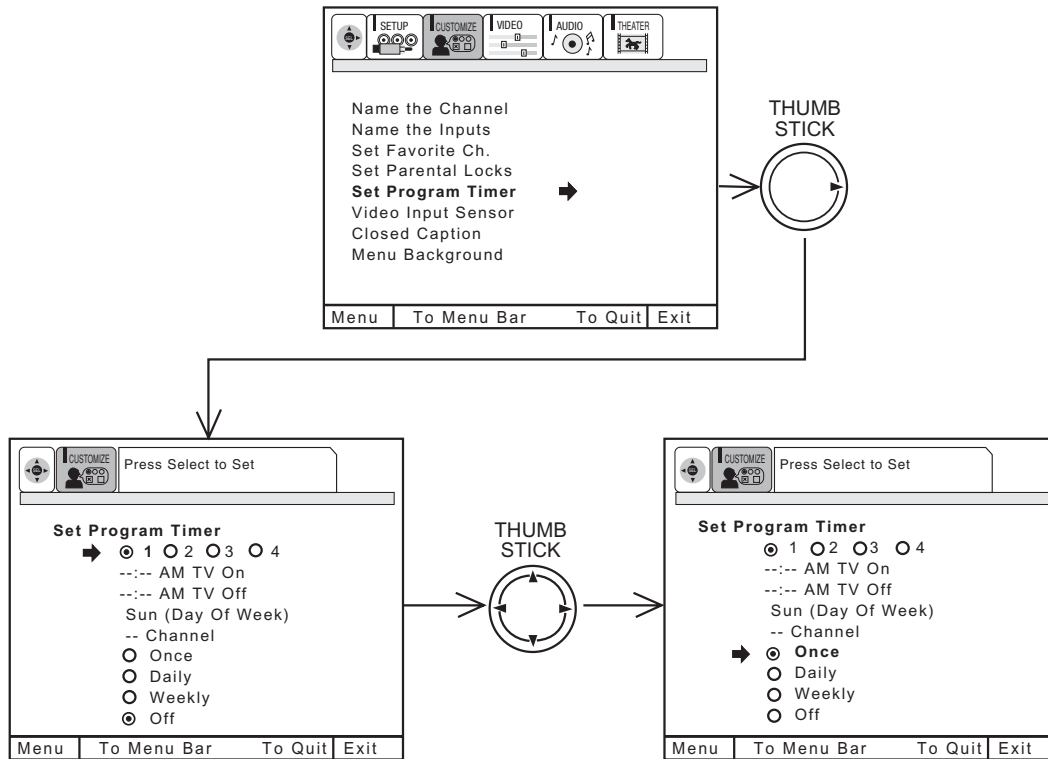 SETUP
CUSTOMIZE
VIDEO
AUDIO
THEATER
SEL
Name the Channel
Name the Inputs
Set Favorite Ch.
Set Parental Locks
Set Program Timer
Video Input Sensor
Closed Caption
Menu Background
Menu To Menu Bar To Quit Exit
THUMB
STICK
SEL
CUSTOMIZE
Press Select to Set
Set Program Timer
1 2 3 4
--:-- AM TV On
--:-- AM TV Off
Sun (Day Of Week)
-- Channel
Once
Daily
Weekly
Off
Menu To Menu Bar To Quit Exit
THUMB
STICK
SEL
CUSTOMIZE
Press Select to Set
Set Program Timer
1 2 3 4
--:-- AM TV On
--:-- AM TV Off
Sun (Day Of Week)
-- Channel
Once
Daily
Weekly
Off
Menu To Menu Bar To Quit Exit